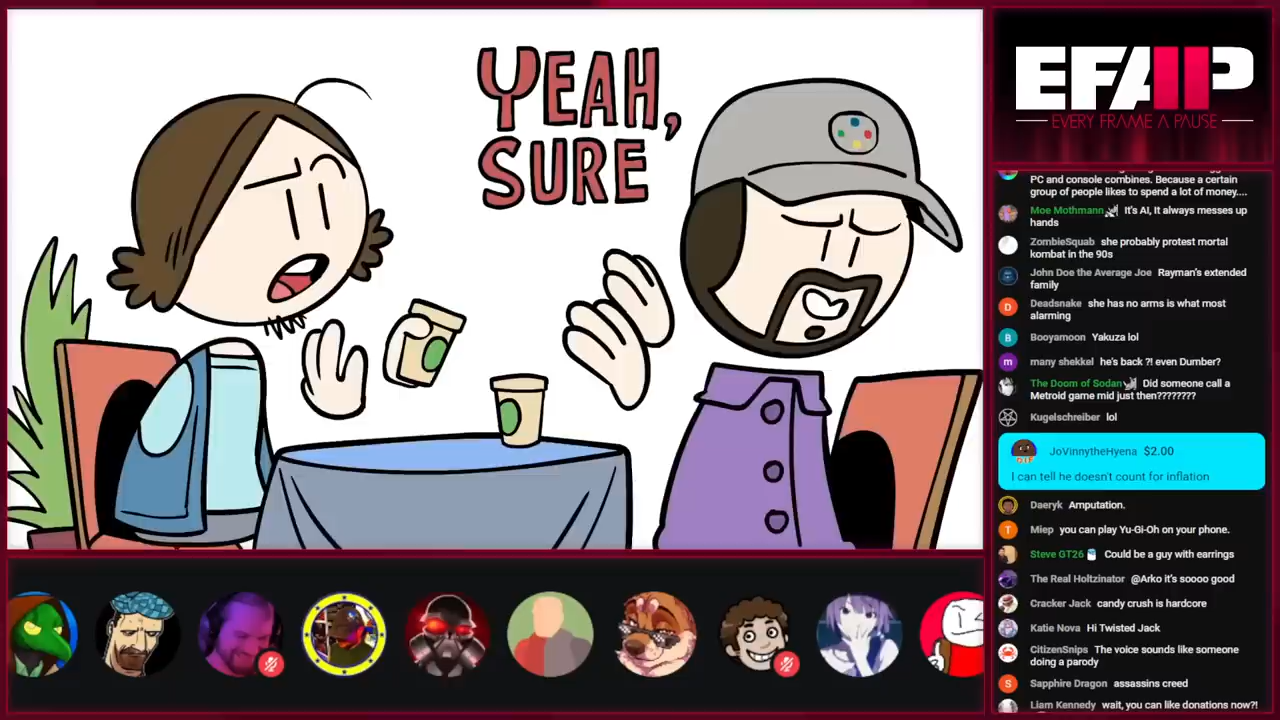 YEAH,
SURE
EFAP
EVERY FRAME A PAUSE
PC and console combines. Because a certain
group of people likes to spend a lot of money....
Moe Mothmann It's AI, It always messes up
hands
ZombieSquab she probably protest mortal
kombat in the 90s
John Doe the Average Joe Rayman's extended
family
Deadsnake she has no arms is what most
alarming
Booyamoon Yakuza lol
many shekkel he's back ?! even Dumber?
The Doom of Sodan Did someone call a
Metroid game mid just then????????
Kugelschreiber lol
JoVinnytheHyena $2.00
I can tell he doesn't count for inflation
Daeryk Amputation.
Miep you can play Yu-Gi-Oh on your phone.
Steve GT26 Could be a guy with earrings
The Real Holtzinator @Arko it's soooo good
Cracker Jack candy crush is hardcore
Katie Nova Hi Twisted Jack
CitizenSnips The voice sounds like someone
doing a parody
Sapphire Dragon assassins creed
Liam Kennedy wait, you can like donations now?!